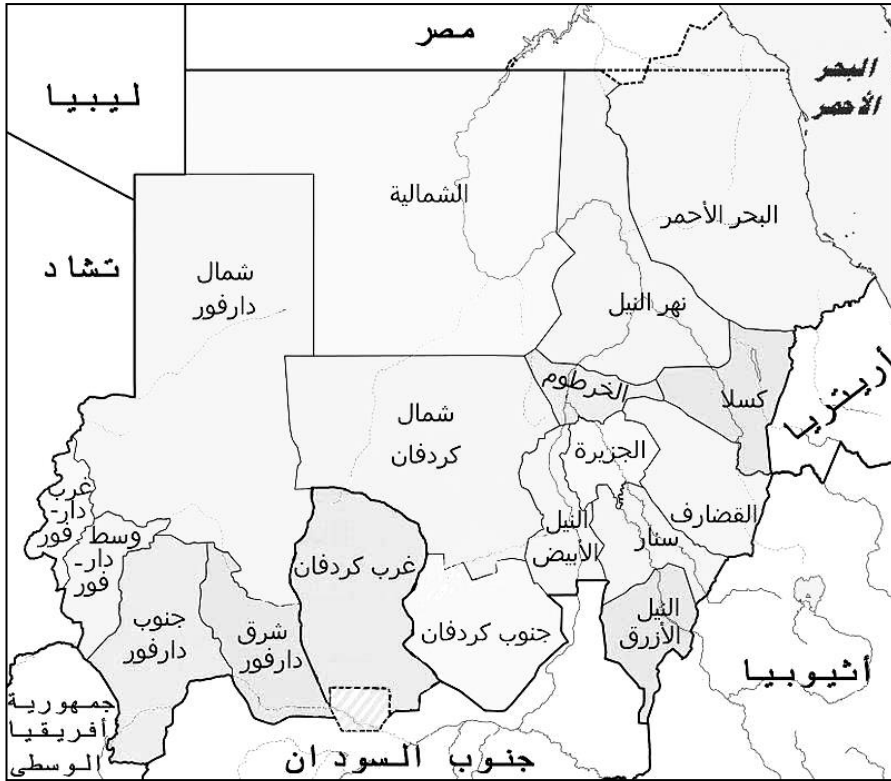 مصر
ليبيا
البحر
الأحمر
الشمالية
البحر الأحمر
تشاد
شمال
دارفور
نهر النيل
أريتريا
الخرطوم
كسلا
شمال
كردفان
الجزيرة
غرب
دار-
فور
القضارف
وسط
دار-
فور
النيل
الأبيض
سنار
غرب كردفان
النيل
الأزرق
جنوب
دارفور
شرق
دارفور
جنوب كردفان
أثيوبيا
جمهورية
أفريقيا
الوسطى
جنوب السودان